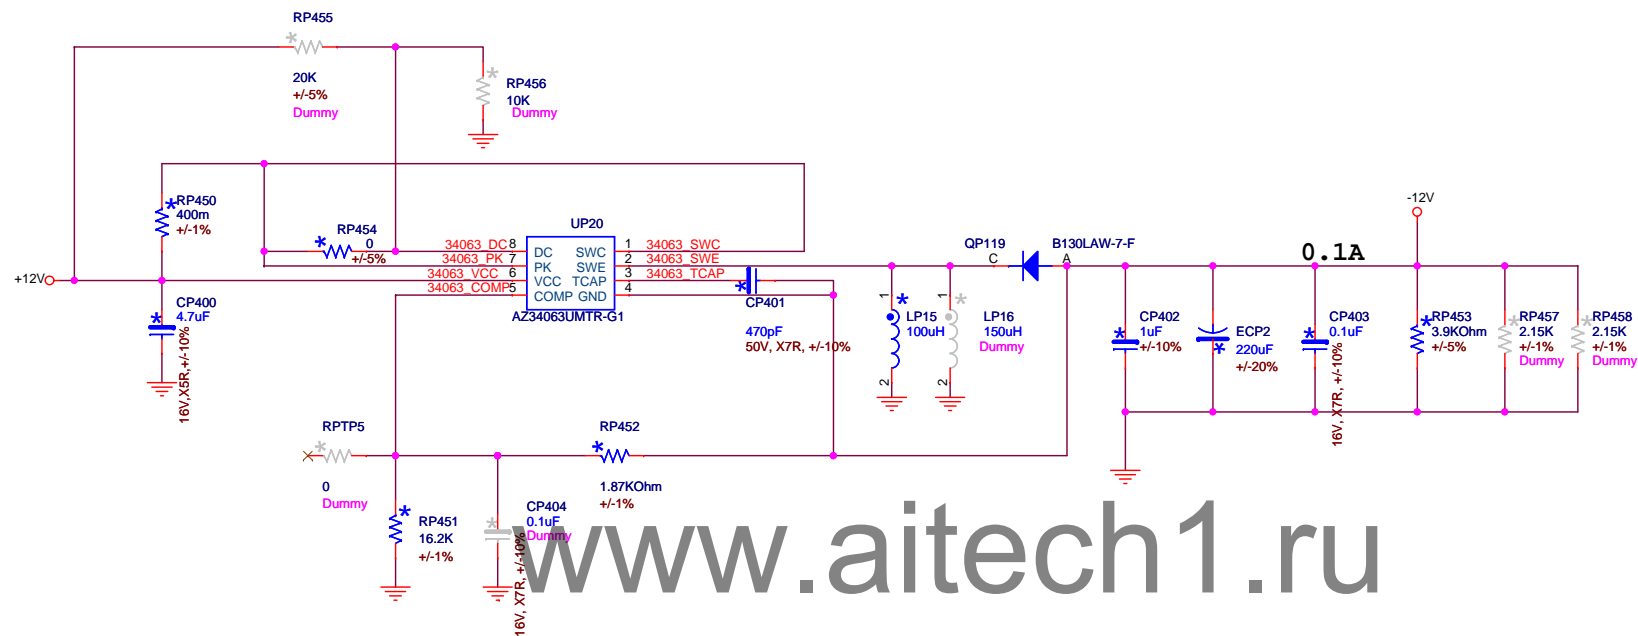 RP455
20K
+/-5%
Dummy
RP456
10K
Dummy
RP450
400m
+/-1%
RP454
0
+/-5%
+12V
CP400
4.7uF
16V,X5R,+/-10%
UP20
34063_DC 8 DC SWC 1 34063_SWC
34063_PK 7 PK SWE 2 34063_SWE
34063_VCC 6 VCC TCAP 3 34063_TCAP
34063_COMP 5 COMP GND 4
AZ34063UMTR-G1
CP401
470pF
50V, X7R, +/-10%
QP119
C
B130LAW-7-F
A
1
LP15
100uH
2
1
LP16
150uH
Dummy
2
-12V
0.1A
CP402
1uF
+/-10%
ECP2
220uF
+/-20%
CP403
0.1uF
16V, X7R, +/-10%
RP453
3.9KOhm
+/-5%
RP457
2.15K
+/-1%
Dummy
RP458
2.15K
+/-1%
Dummy
RPTP5
0
Dummy
RP452
1.87KOhm
+/-1%
RP451
16.2K
+/-1%
CP404
0.1uF
Dummy
16V, X7R, +/-10%
www.aitech1.ru